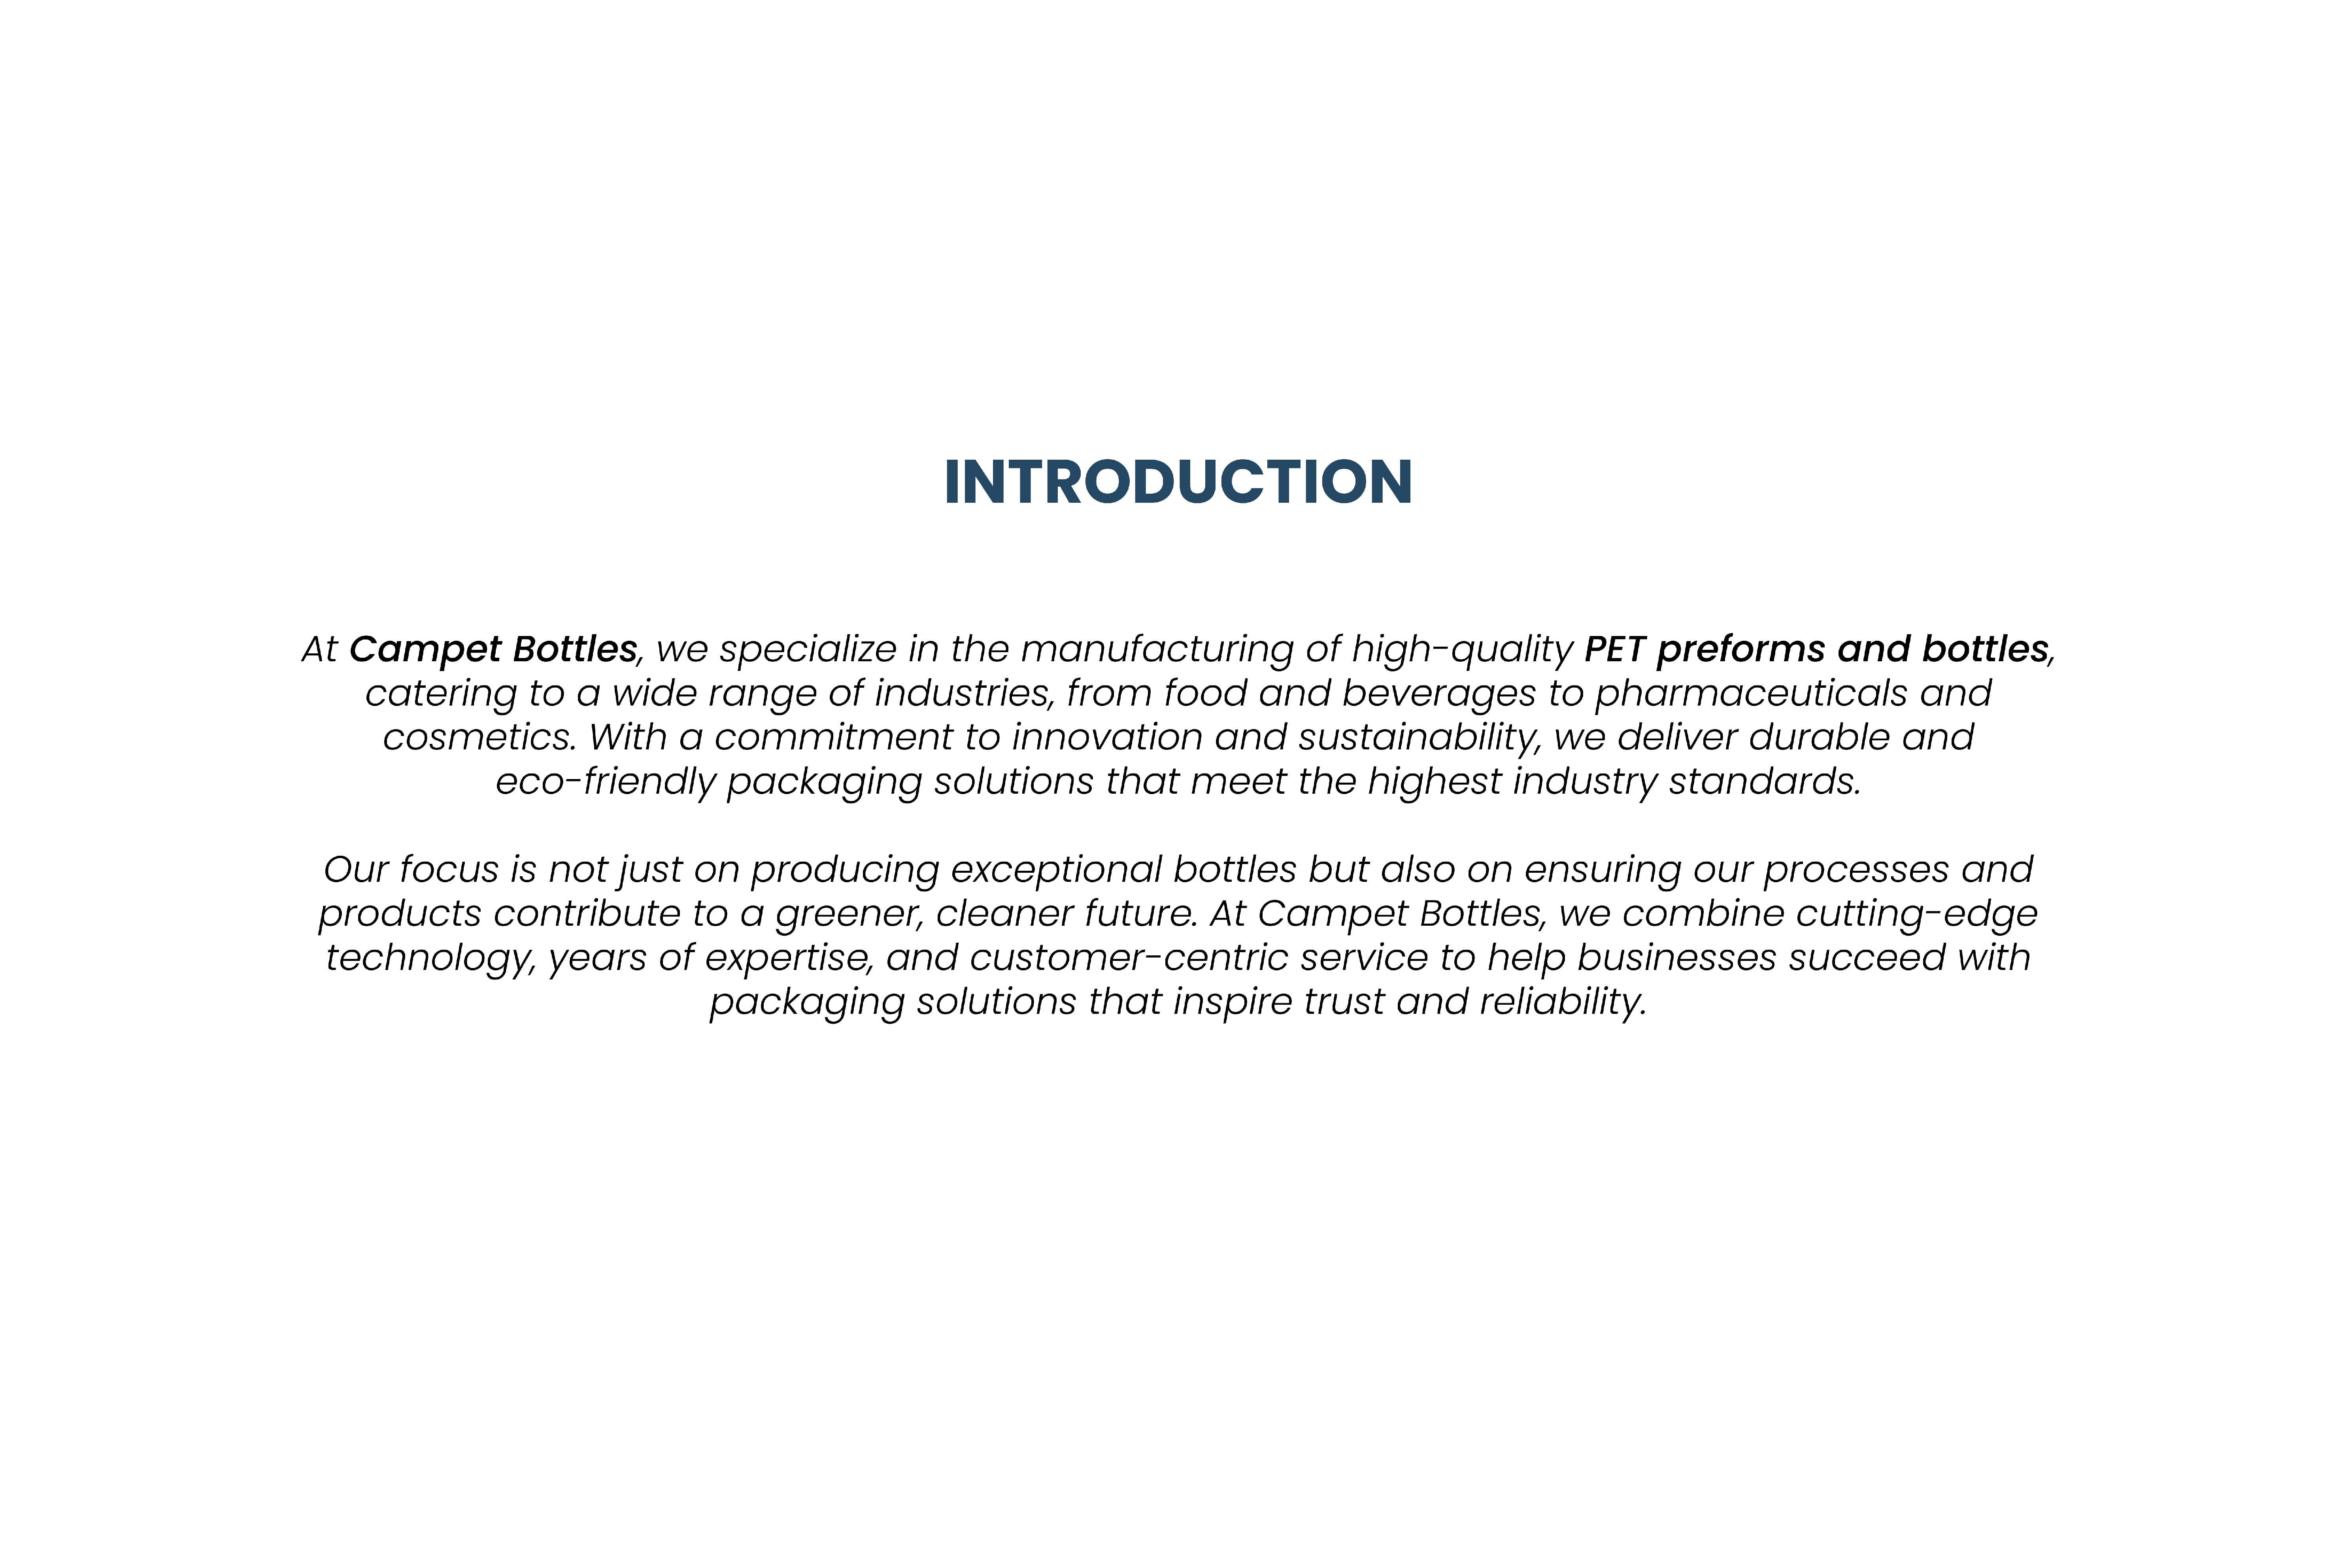 INTRODUCTION
At Campet Bottles, we specialize in the manufacturing of high-quality PET preforms and bottles,
catering to a wide range of industries, from food and beverages to pharmaceuticals and
cosmetics. With a commitment to innovation and sustainability, we deliver durable and
eco-friendly packaging solutions that meet the highest industry standards.
Our focus is not just on producing exceptional bottles but also on ensuring our processes and
products contribute to a greener, cleaner future. At Campet Bottles, we combine cutting-edge
technology, years of expertise, and customer-centric service to help businesses succeed with
packaging solutions that inspire trust and reliability.